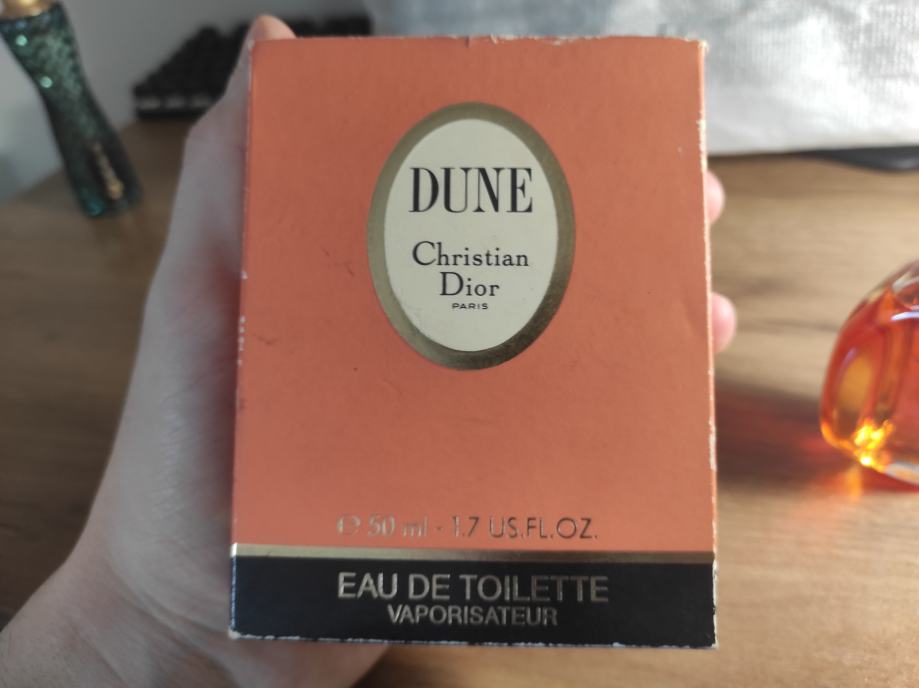 DUNE
Christian
Dior
PARIS
℮ 50 ml - 1.7 US.FL.OZ.
EAU DE TOILETTE
VAPORISATEUR